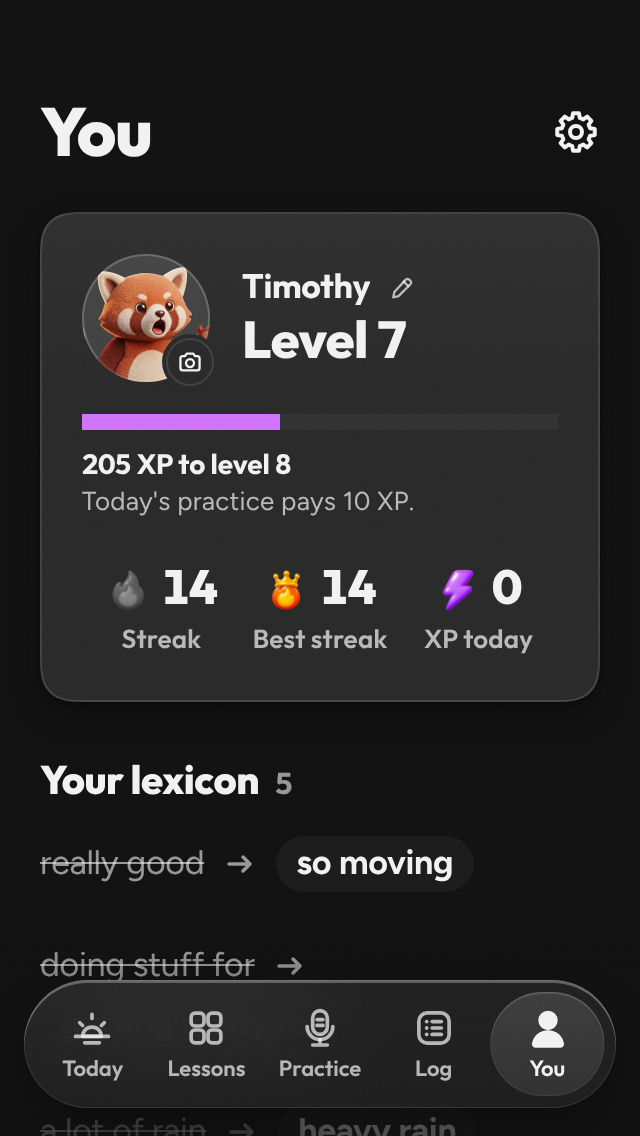 You
Timothy
Level 7
205 XP to level 8
Today's practice pays 10 XP.
14 14 0
Streak Best streak XP today
Your lexicon 5
really good → so moving
doing stuff for →
Today Lessons Practice Log You
a lot of rain → heavy rain